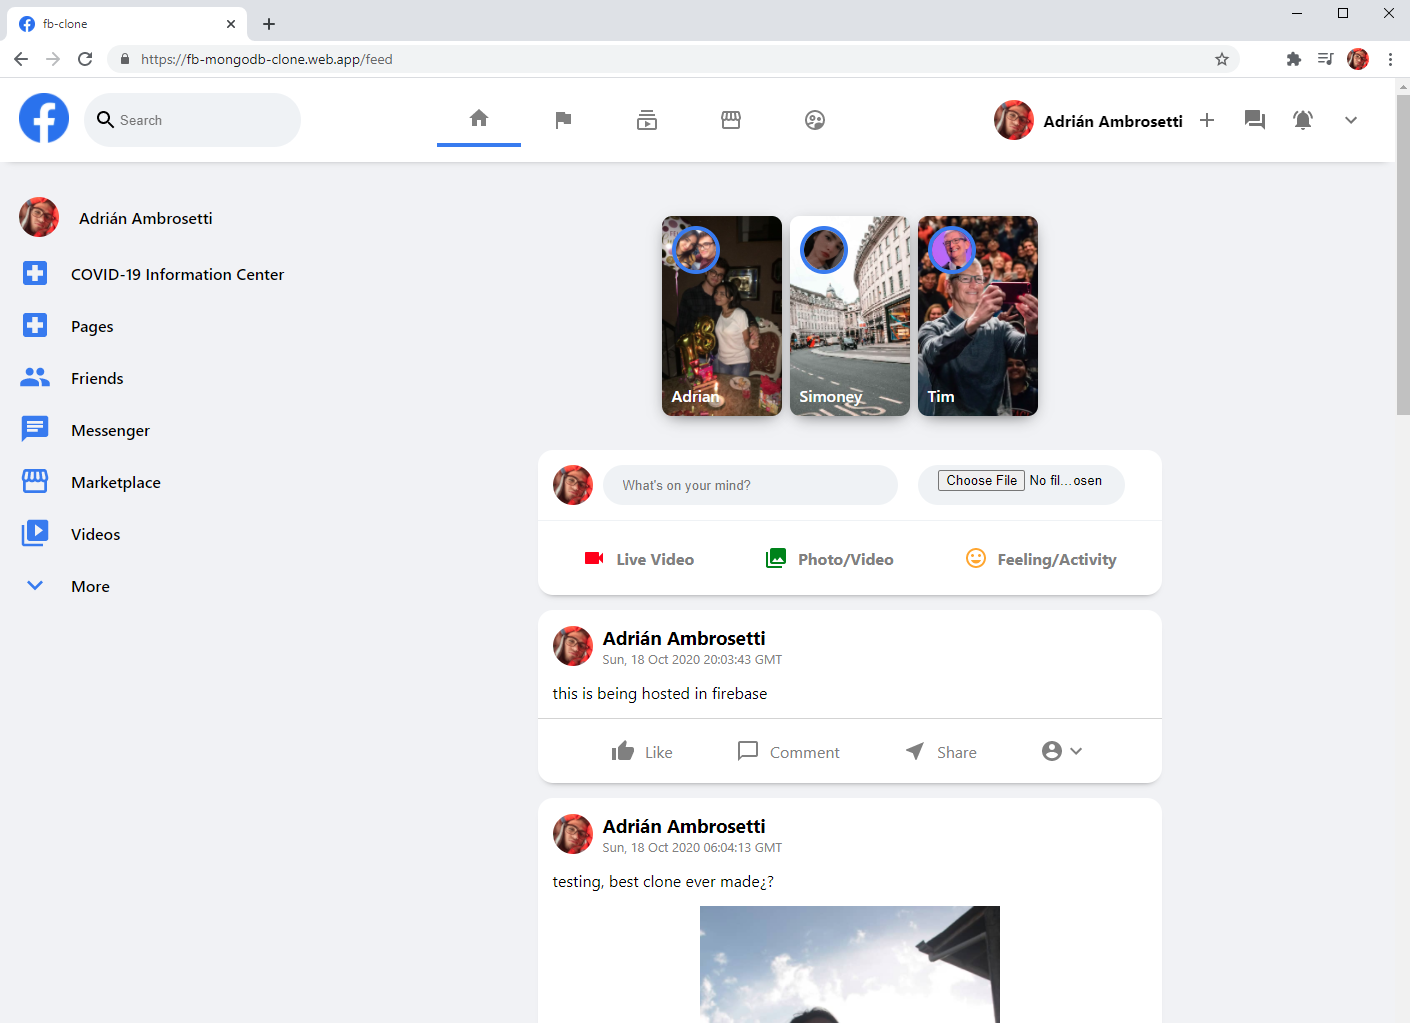 fb-clone
https://fb-mongodb-clone.web.app/feed
Search
Adrián Ambrosetti
Adrián Ambrosetti
COVID-19 Information Center
Pages
Friends
Messenger
Marketplace
Videos
More
Adrian
Simoney
Tim
What's on your mind?
Choose File No fil...osen
Live Video
Photo/Video
Feeling/Activity
Adrián Ambrosetti
Sun, 18 Oct 2020 20:03:43 GMT
this is being hosted in firebase
Like
Comment
Share
Adrián Ambrosetti
Sun, 18 Oct 2020 06:04:13 GMT
testing, best clone ever made¿?